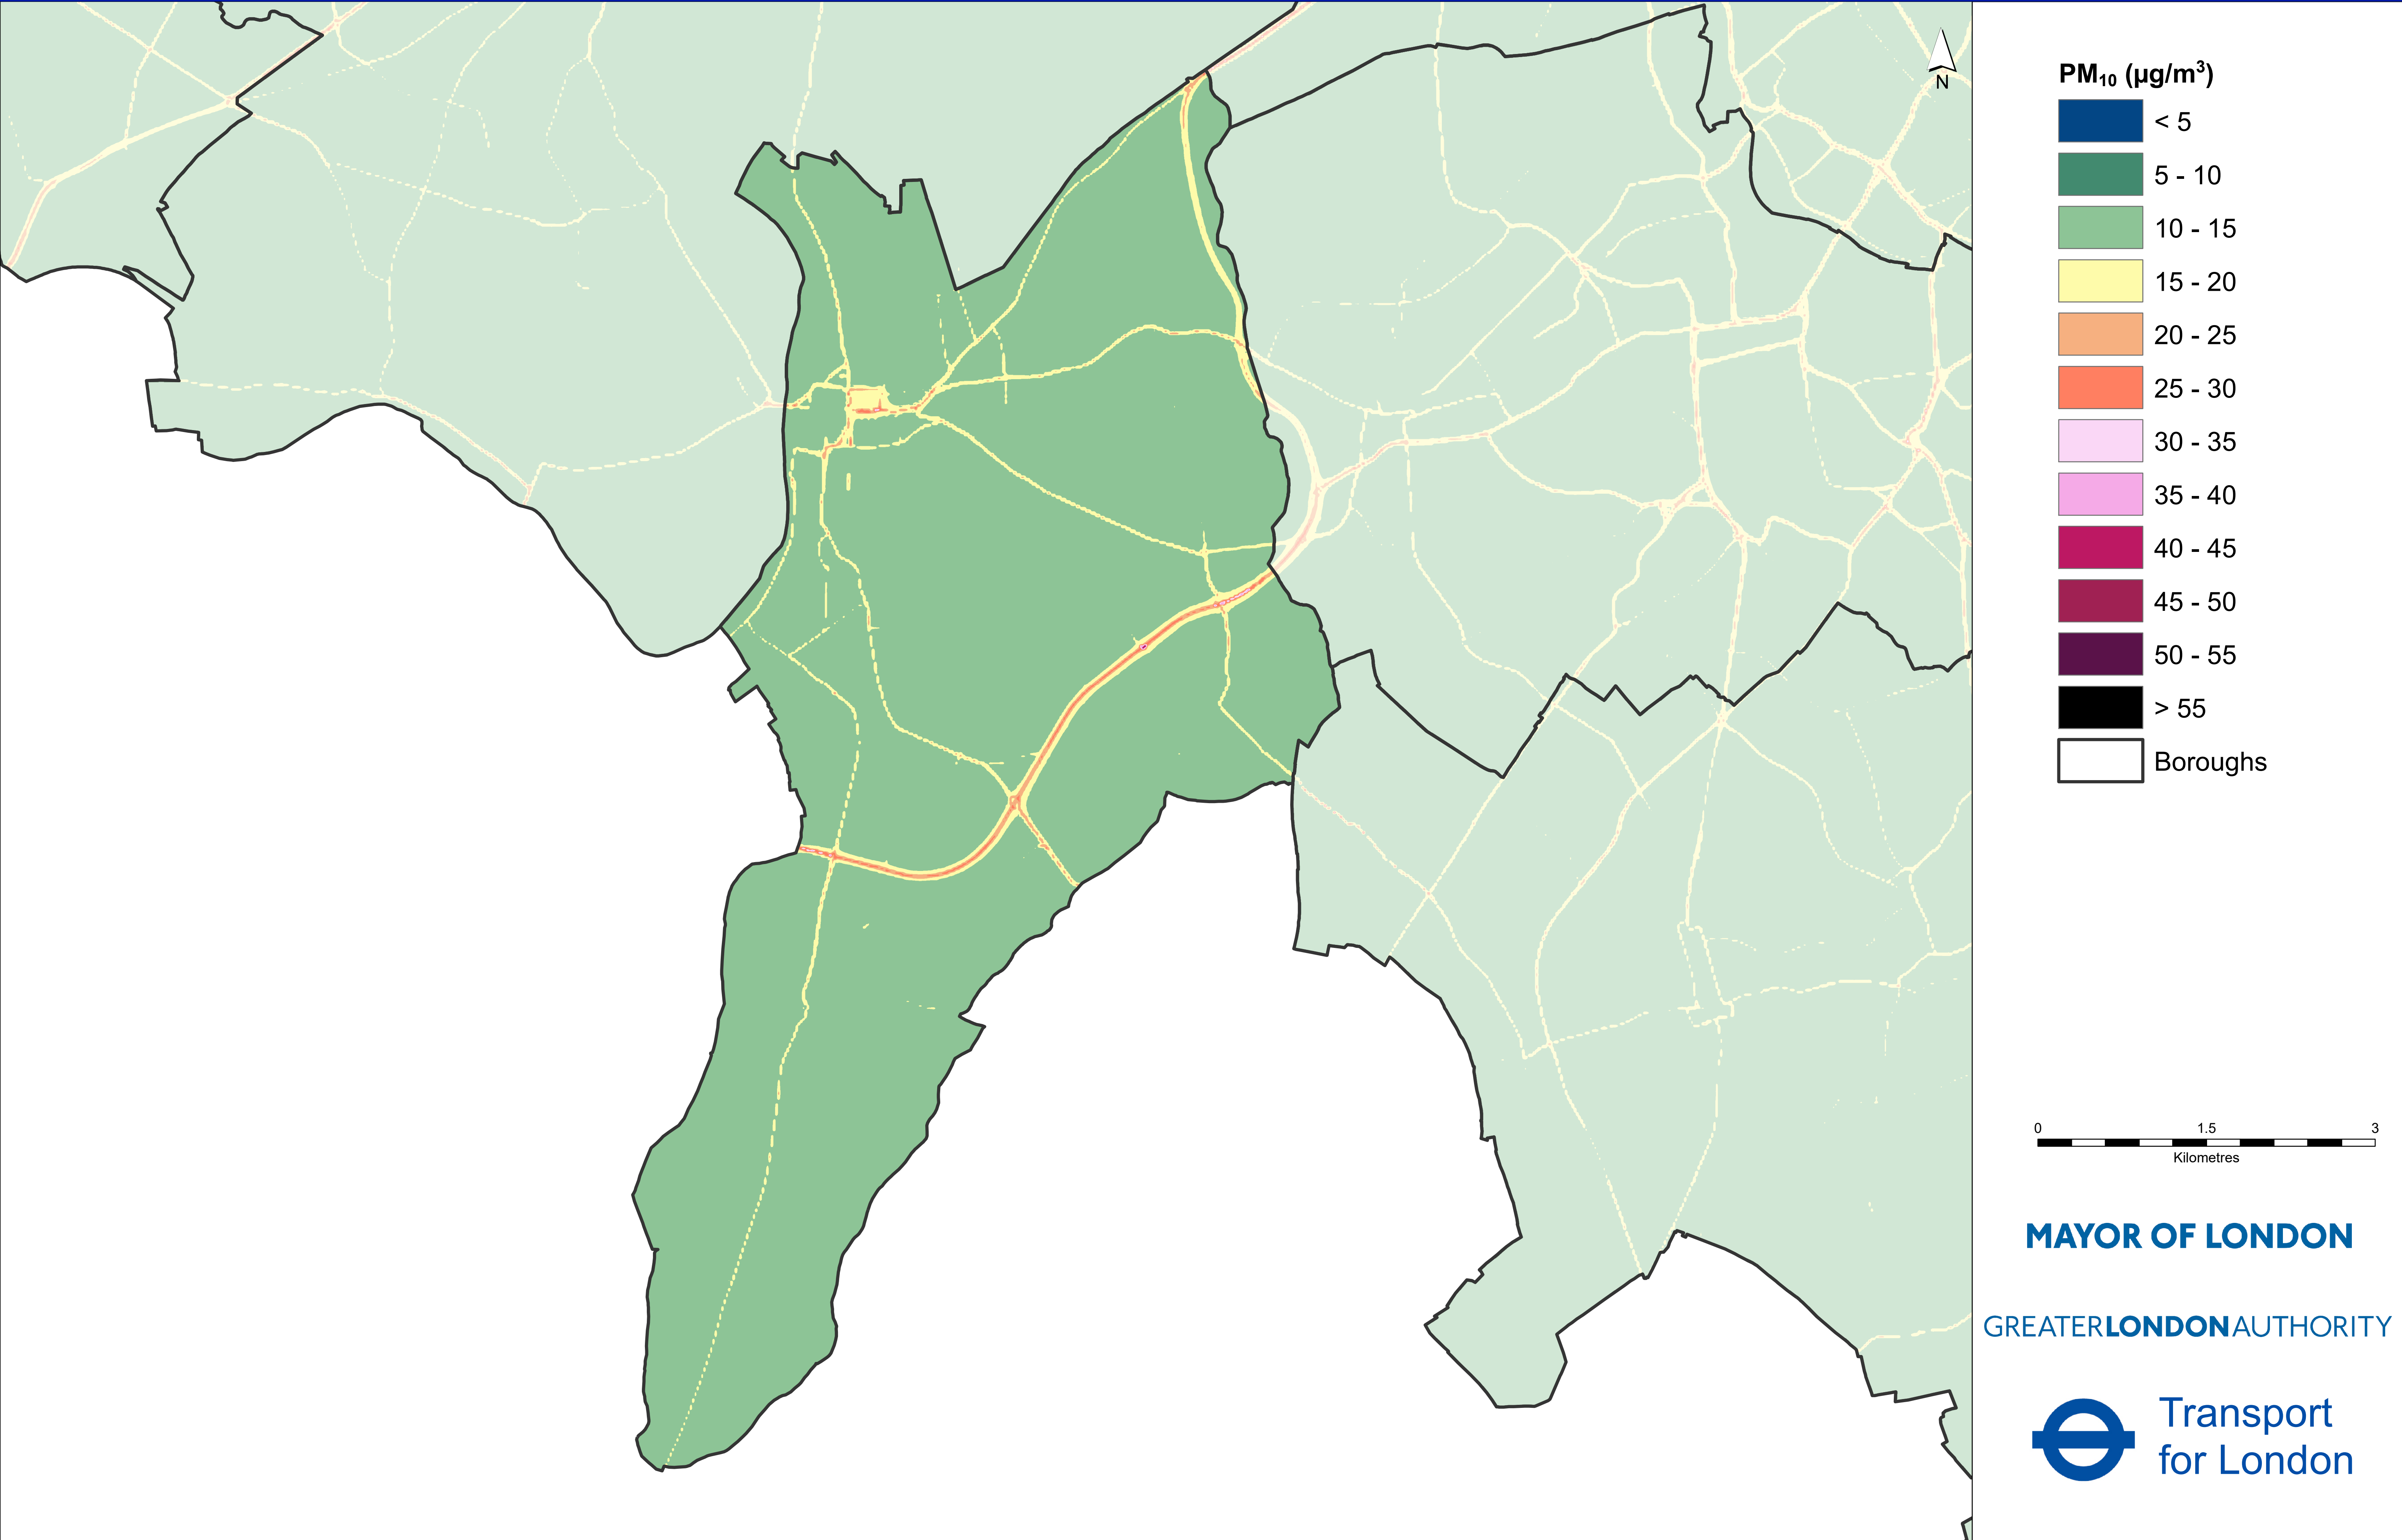 N
PM₁₀ (µg/m³)
< 5
5 - 10
10 - 15
15 - 20
20 - 25
25 - 30
30 - 35
35 - 40
40 - 45
45 - 50
50 - 55
> 55
Boroughs
0 1.5 3
Kilometres
MAYOR OF LONDON
GREATERLONDONAUTHORITY
Transport
for London